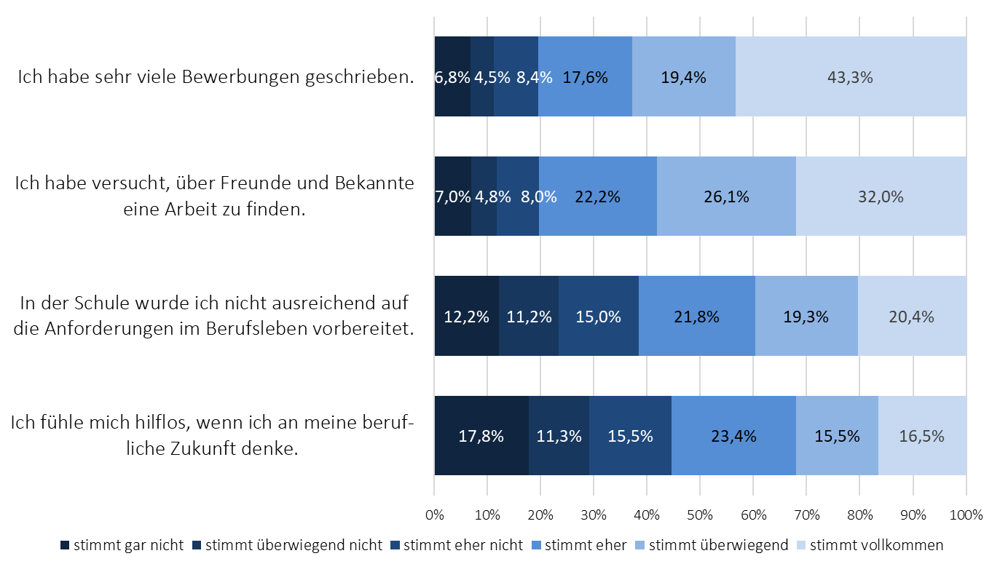 Ich habe sehr viele Bewerbungen geschrieben.
6,8% 4,5% 8,4% 17,6% 19,4% 43,3%
Ich habe versucht, über Freunde und Bekannte
eine Arbeit zu finden.
7,0% 4,8% 8,0% 22,2% 26,1% 32,0%
In der Schule wurde ich nicht ausreichend auf
die Anforderungen im Berufsleben vorbereitet.
12,2% 11,2% 15,0% 21,8% 19,3% 20,4%
Ich fühle mich hilflos, wenn ich an meine beruf-
liche Zukunft denke.
17,8% 11,3% 15,5% 23,4% 15,5% 16,5%
0% 10% 20% 30% 40% 50% 60% 70% 80% 90% 100%
stimmt gar nicht stimmt überwiegend nicht stimmt eher nicht stimmt eher stimmt überwiegend stimmt vollkommen